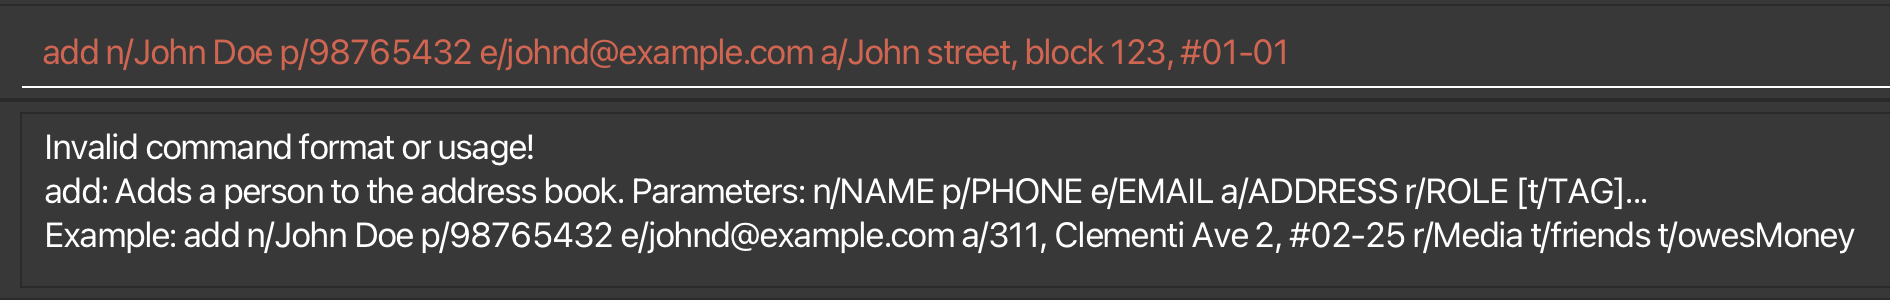 add n/John Doe p/98765432 e/johnd@example.com a/John street, block 123, #01-01
Invalid command format or usage!
add: Adds a person to the address book. Parameters: n/NAME p/PHONE e/EMAIL a/ADDRESS r/ROLE [t/TAG]...
Example: add n/John Doe p/98765432 e/johnd@example.com a/311, Clementi Ave 2, #02-25 r/Media t/friends t/owesMoney